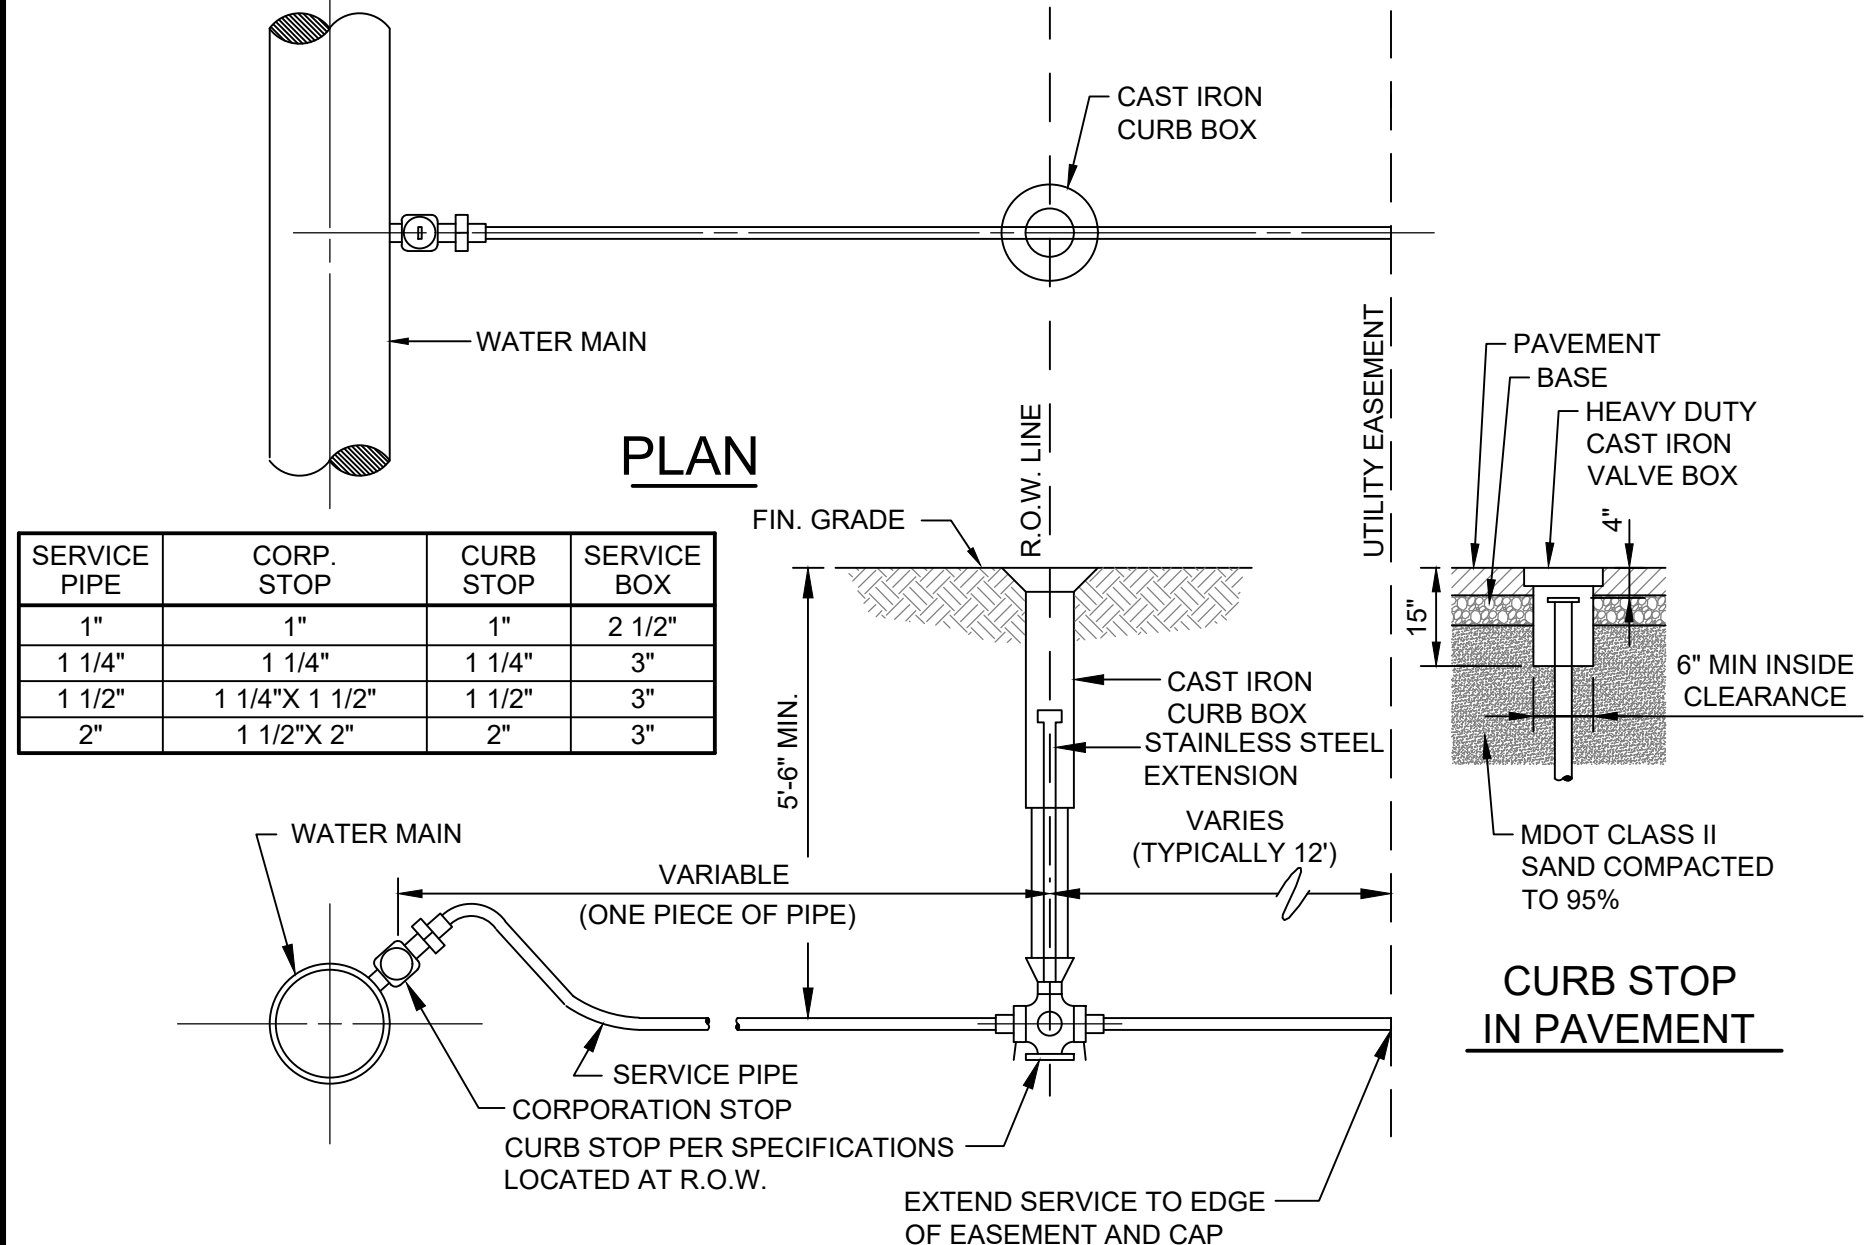 CAST IRON
CURB BOX
WATER MAIN
PLAN
R.O.W. LINE
UTILITY EASEMENT
FIN. GRADE
SERVICE PIPE CORP. STOP CURB STOP SERVICE BOX
1" 1" 1" 2 1/2"
1 1/4" 1 1/4" 1 1/4" 3"
1 1/2" 1 1/4"X 1 1/2" 1 1/2" 3"
2" 1 1/2"X 2" 2" 3"
5'-6" MIN.
CAST IRON
CURB BOX
STAINLESS STEEL
EXTENSION
VARIES
(TYPICALLY 12')
WATER MAIN
VARIABLE
(ONE PIECE OF PIPE)
SERVICE PIPE
CORPORATION STOP
CURB STOP PER SPECIFICATIONS
LOCATED AT R.O.W.
EXTEND SERVICE TO EDGE
OF EASEMENT AND CAP
PAVEMENT
BASE
HEAVY DUTY
CAST IRON
VALVE BOX
4"
15"
6" MIN INSIDE
CLEARANCE
MDOT CLASS II
SAND COMPACTED
TO 95%
CURB STOP
IN PAVEMENT